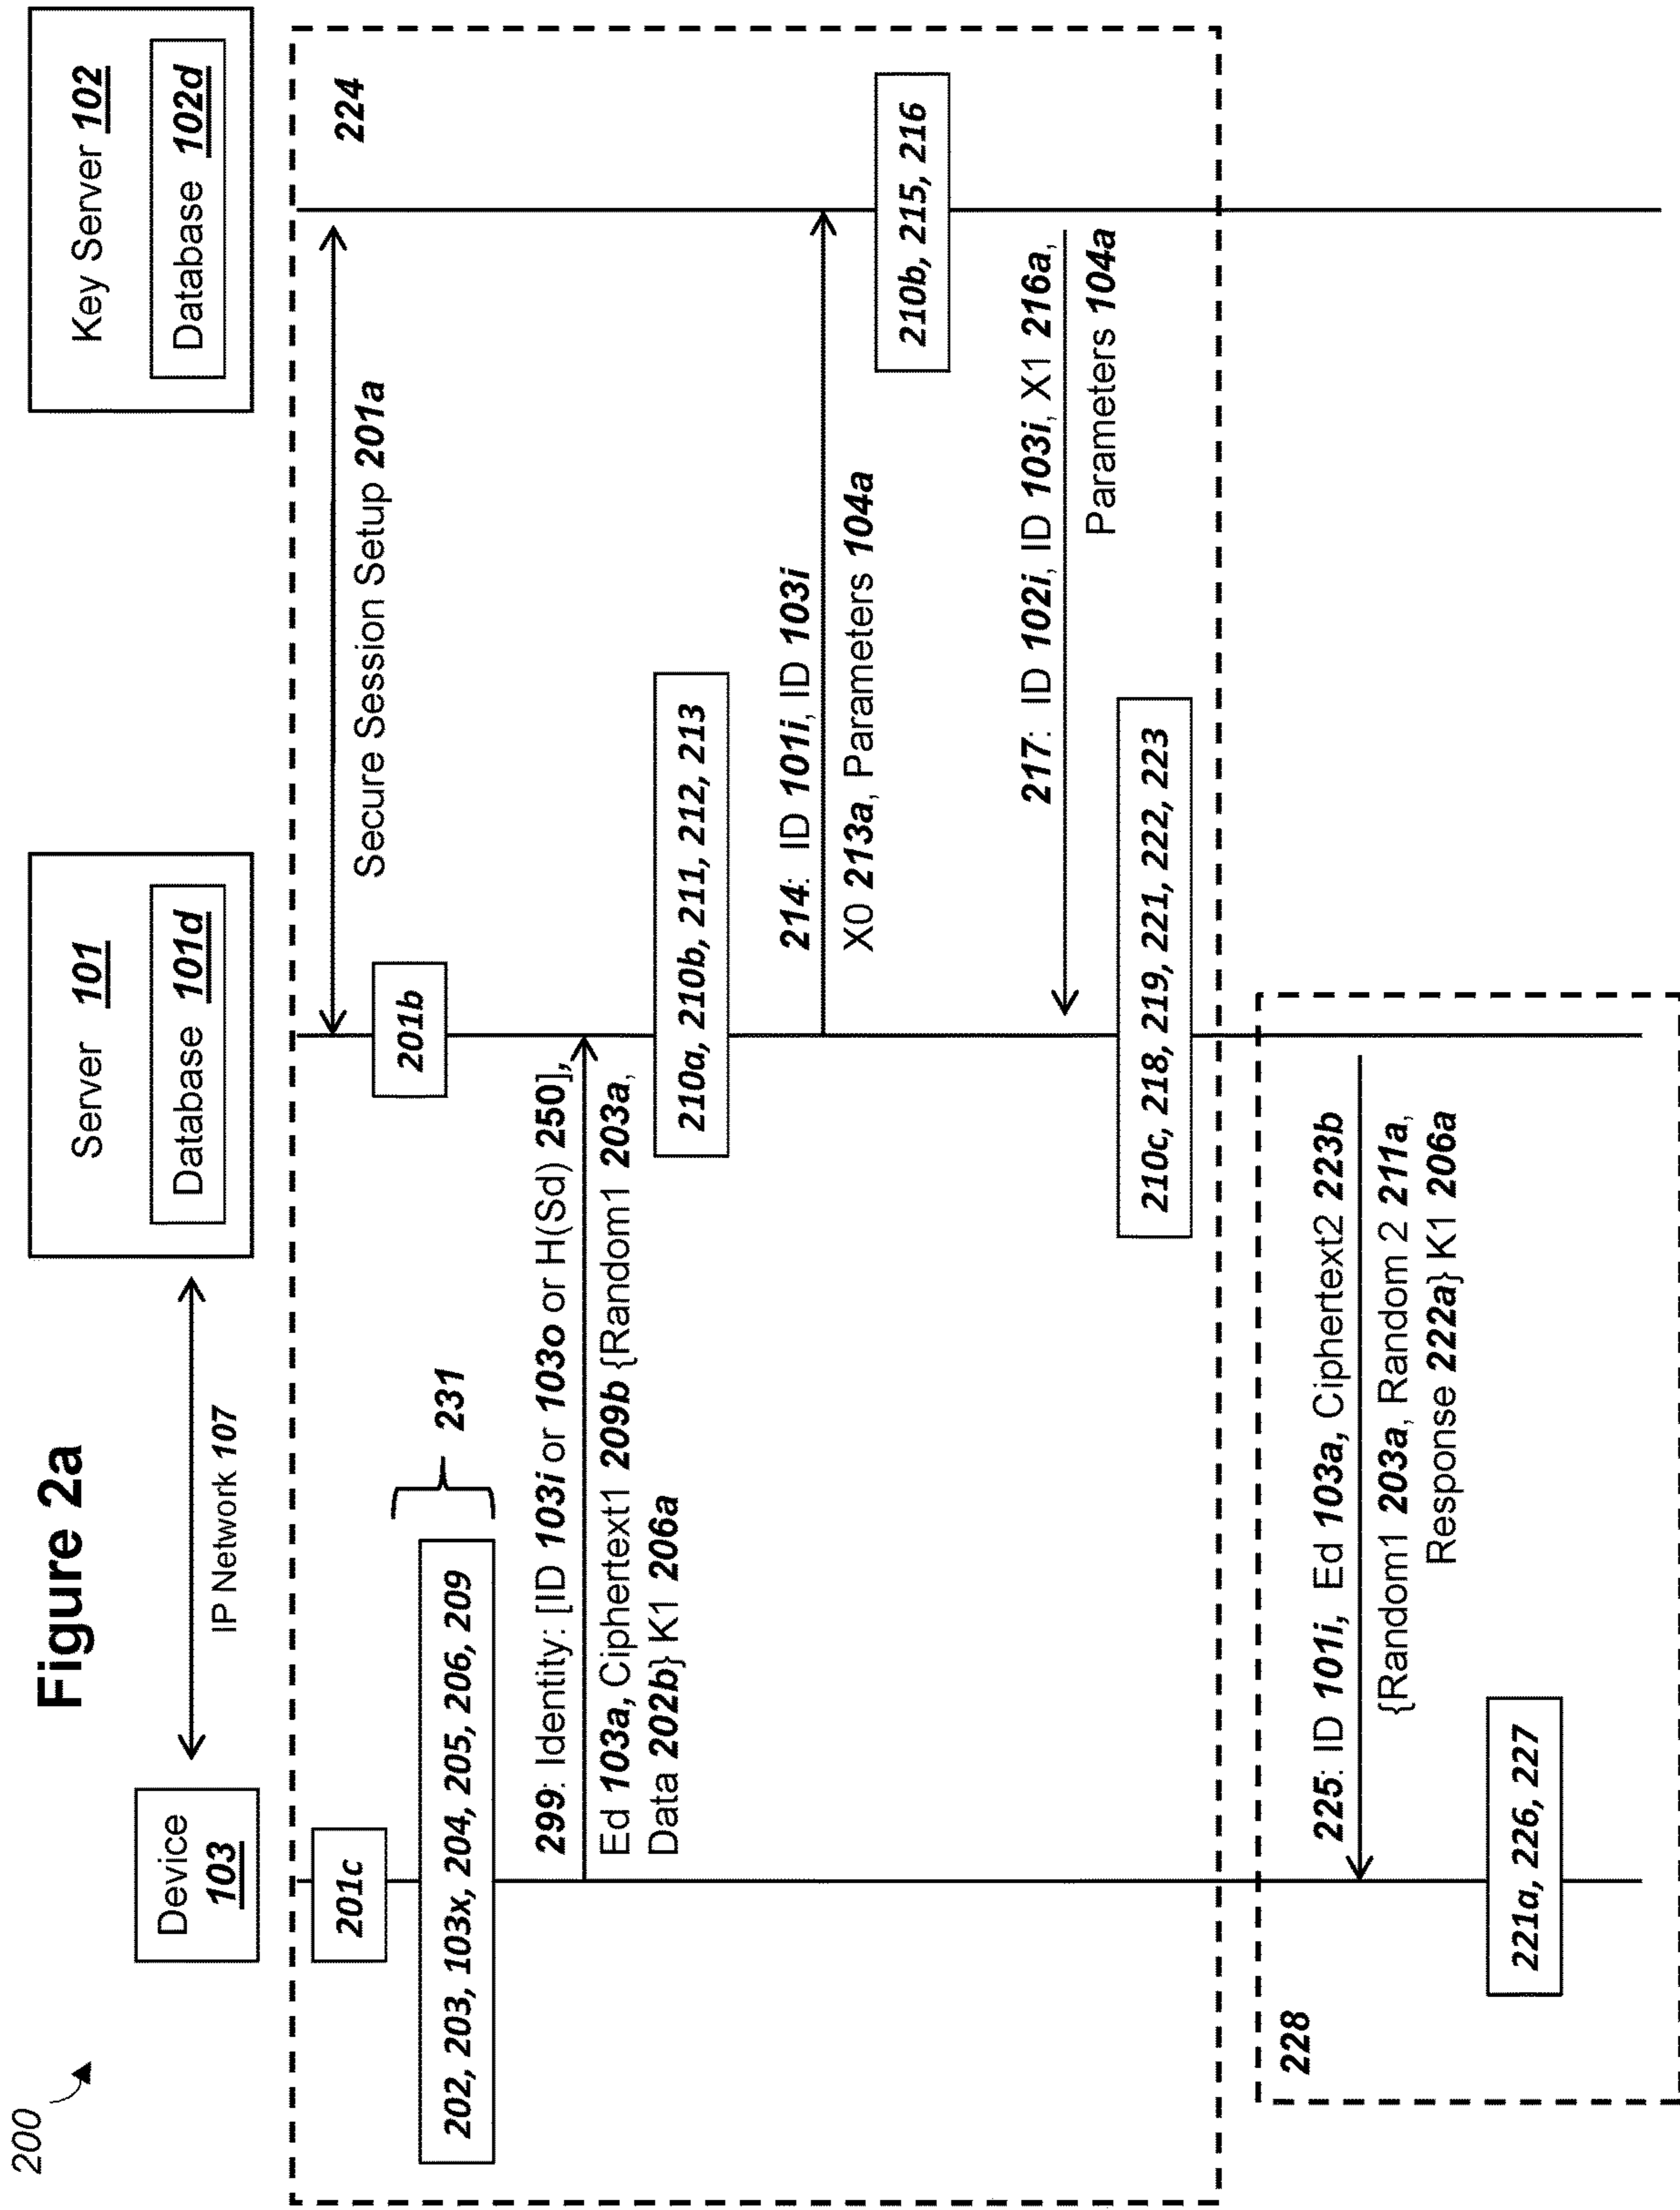 200
Figure 2a
Device
103
IP Network 107
Server 101
Database 101d
Key Server 102
Database 102d
224
201c
Secure Session Setup 201a
201b
202, 203, 103x, 204, 205, 206, 209
231
299: Identity: [ID 103i or 103o or H(Sd) 250],
Ed 103a, Ciphertext1 209b {Random1 203a,
Data 202b} K1 206a
210a, 210b, 211, 212, 213
214: ID 101i, ID 103i
X0 213a, Parameters 104a
210b, 215, 216
217: ID 102i, ID 103i, X1 216a,
Parameters 104a
210c, 218, 219, 221, 222, 223
228
225: ID 101i, Ed 103a, Ciphertext2 223b
{Random1 203a, Random 2 211a,
Response 222a} K1 206a
221a, 226, 227